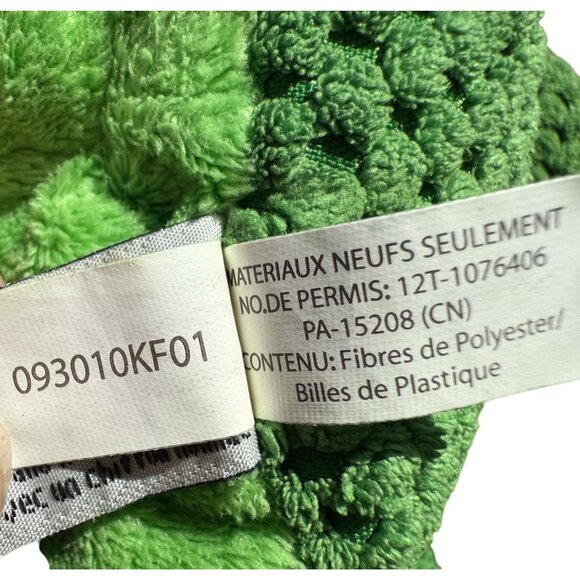 093010KF01
MATERIAUX NEUFS SEULEMENT
NO.DE PERMIS: 12T-1076406
PA-15208 (CN)
CONTENU: Fibres de Polyester/
Billes de Plastique